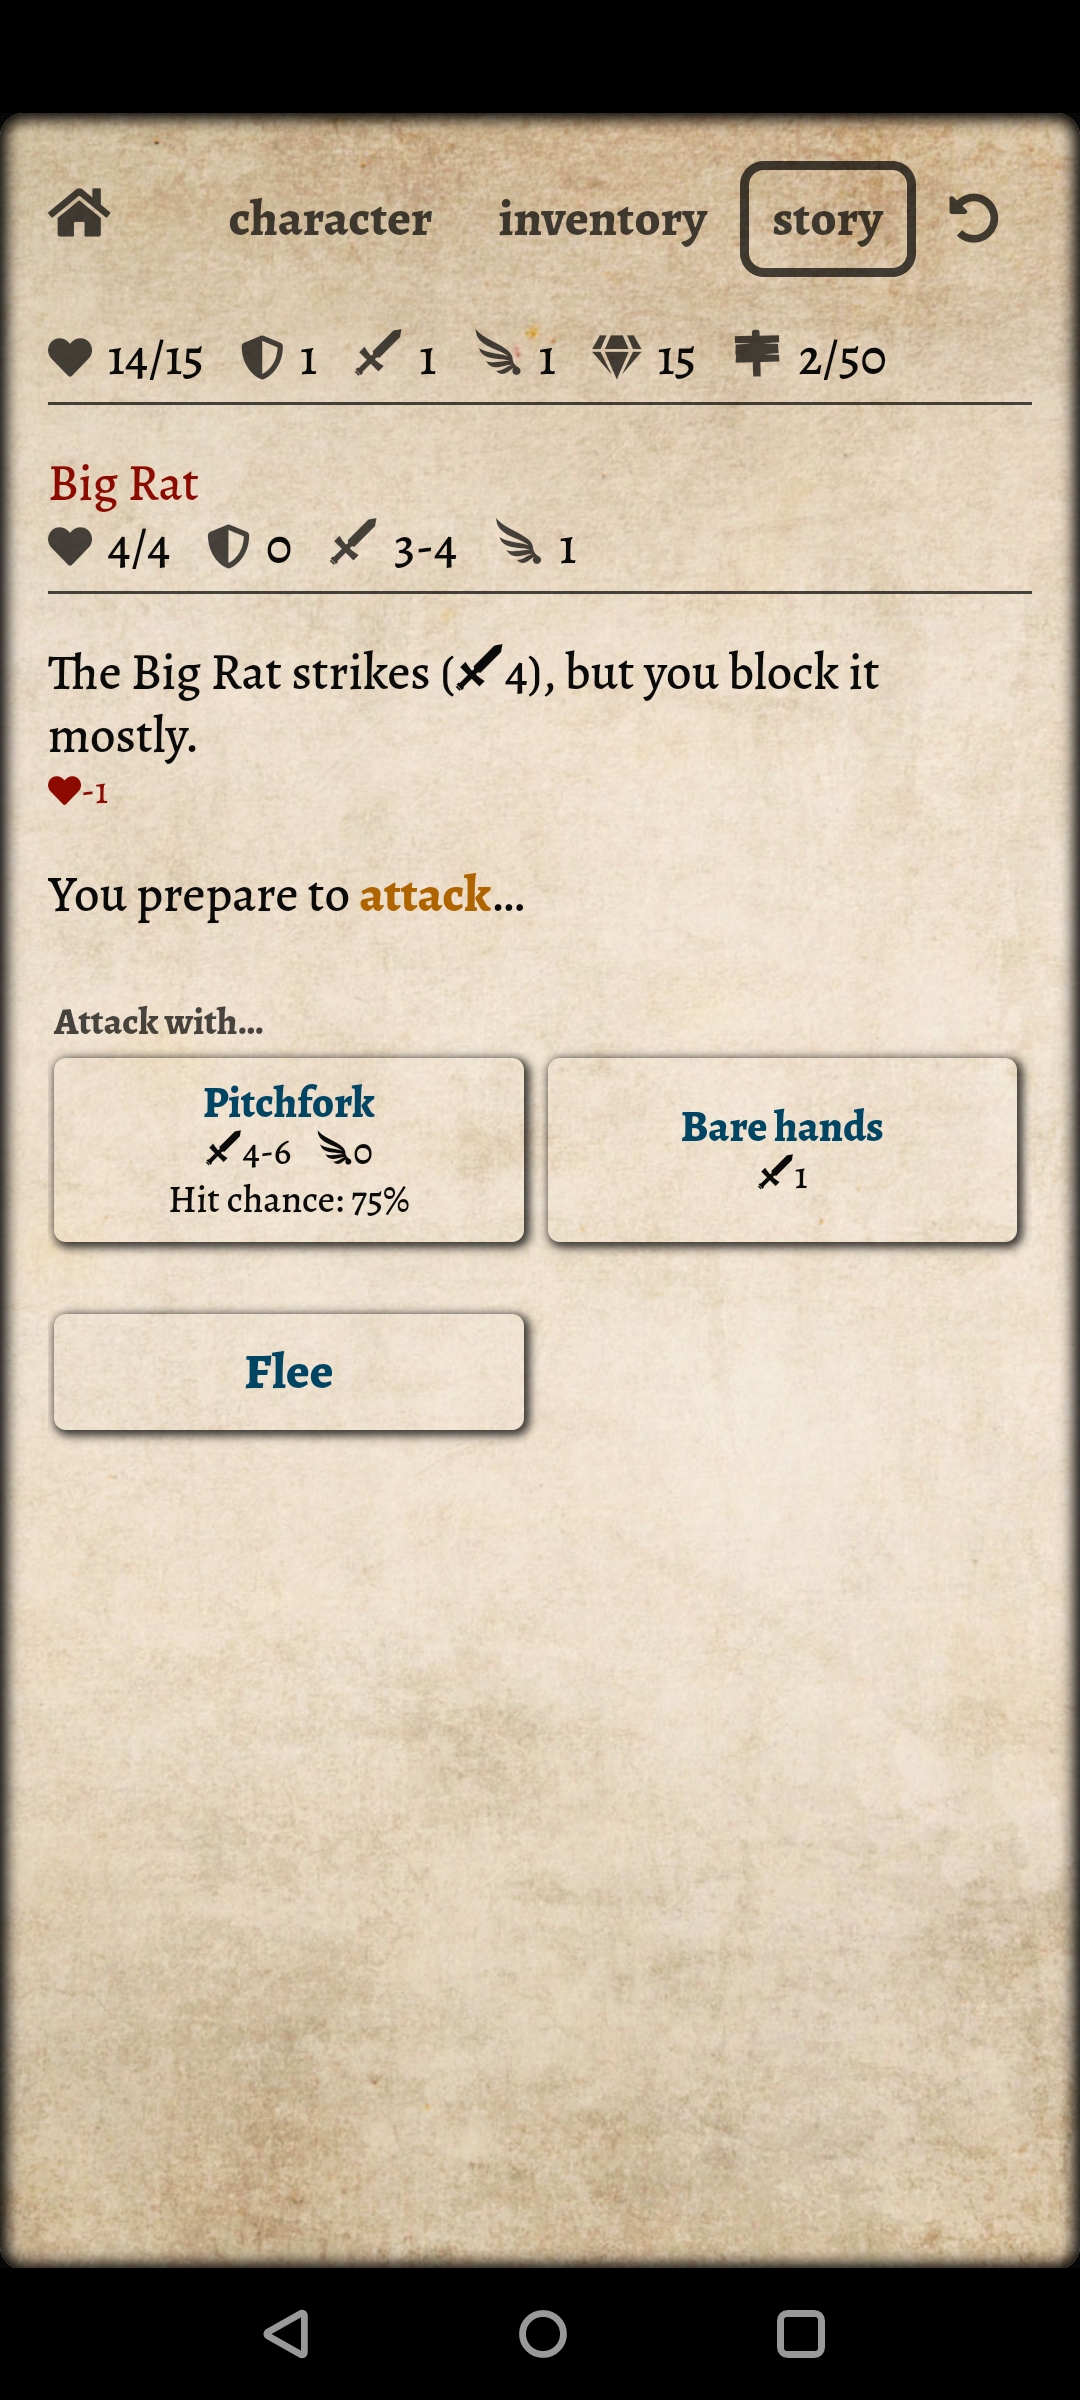 character inventory story
14/15 1 1 1 15 2/50
Big Rat
4/4 0 3-4 1
The Big Rat strikes (4), but you block it
mostly.
-1
You prepare to attack...
Attack with...
Pitchfork
4-6 0
Hit chance: 75%
Bare hands
1
Flee